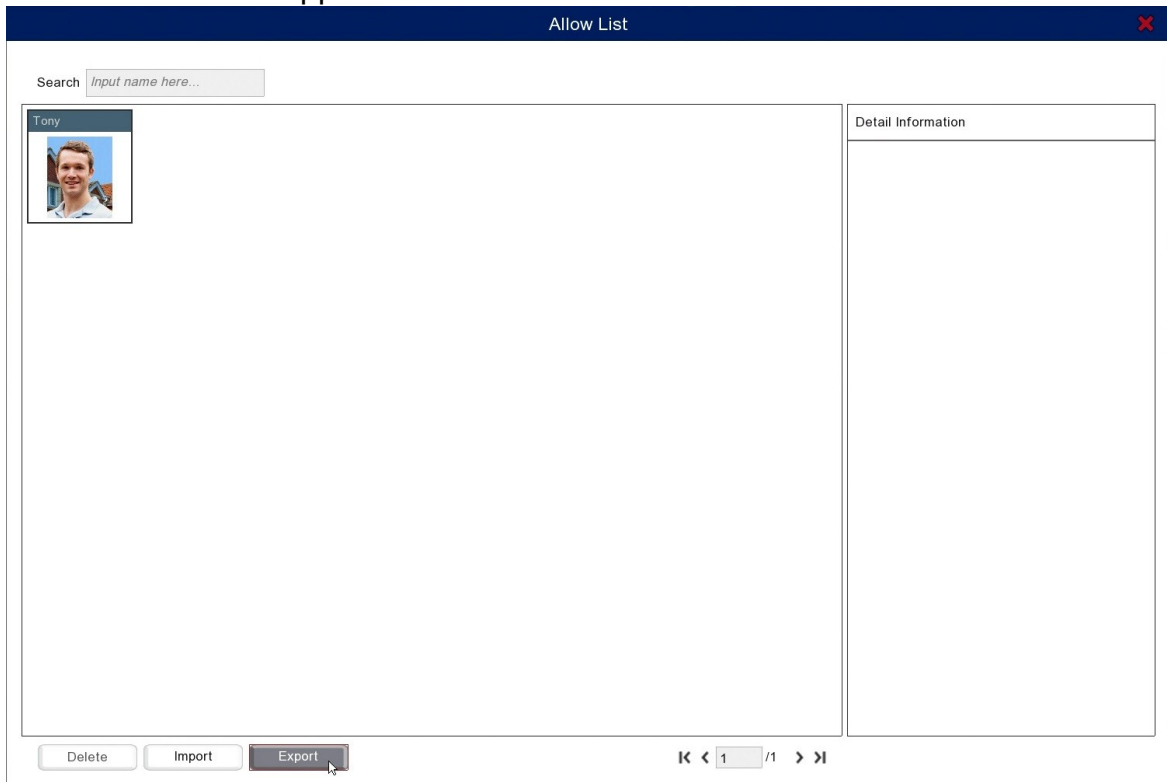 Allow List
Search Input name here...
Tony
Detail Information
Delete Import Export 1 /1